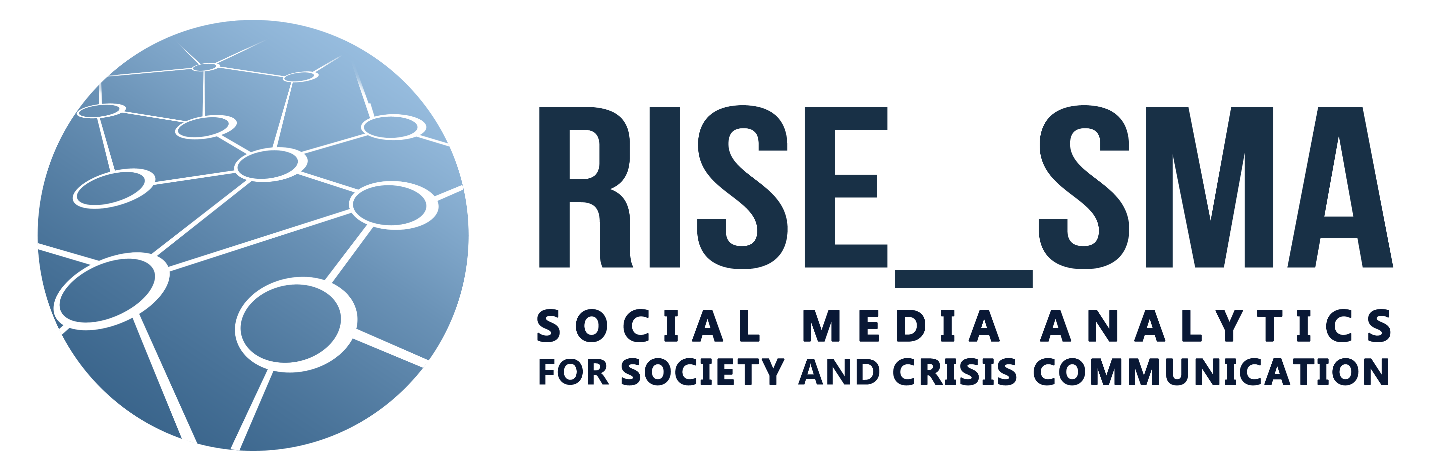 RISE_SMA
SOCIAL MEDIA ANALYTICS
FOR SOCIETY AND CRISIS COMMUNICATION